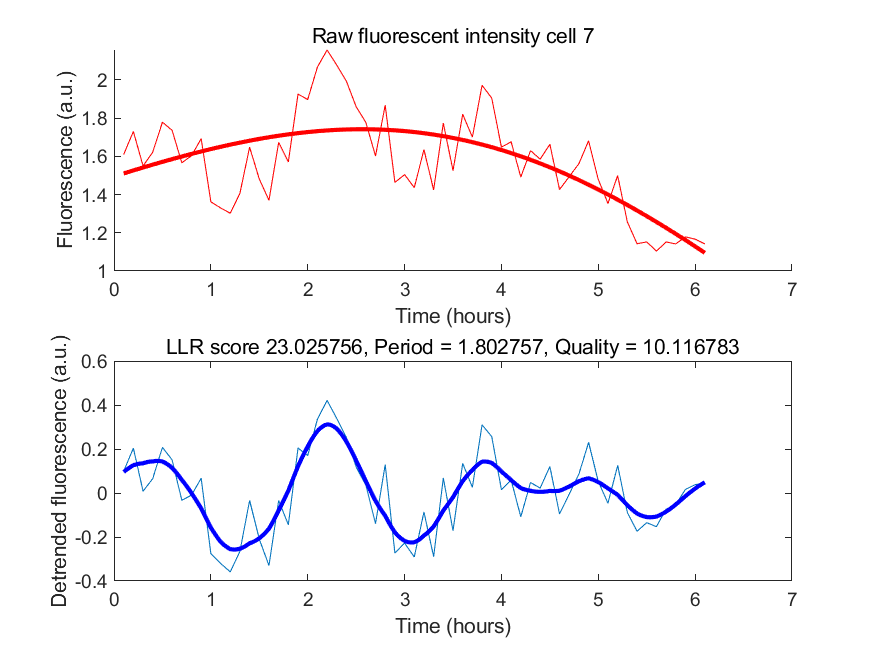 Raw fluorescent intensity cell 7
Fluorescence (a.u.)
2
1.8
1.6
1.4
1.2
1
0 1 2 3 4 5 6 7
Time (hours)
LLR score 23.025756, Period = 1.802757, Quality = 10.116783
Detrended fluorescence (a.u.)
0.6
0.4
0.2
0
-0.2
-0.4
0 1 2 3 4 5 6 7
Time (hours)